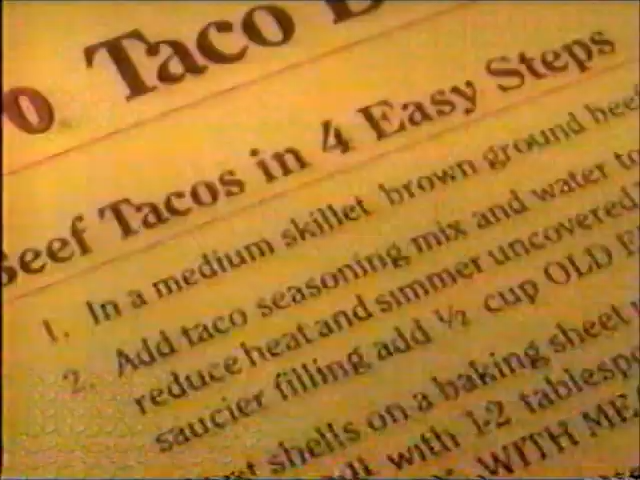 o Taco
Beef Tacos in 4 Easy Steps
1. In a medium skillet brown ground beef
2. Add taco seasoning mix and water to
reduce heat and simmer uncovered
saucier filling add ½ cup OLD E
shells on a baking sheet
with 1-2 tablesp
WITH ME